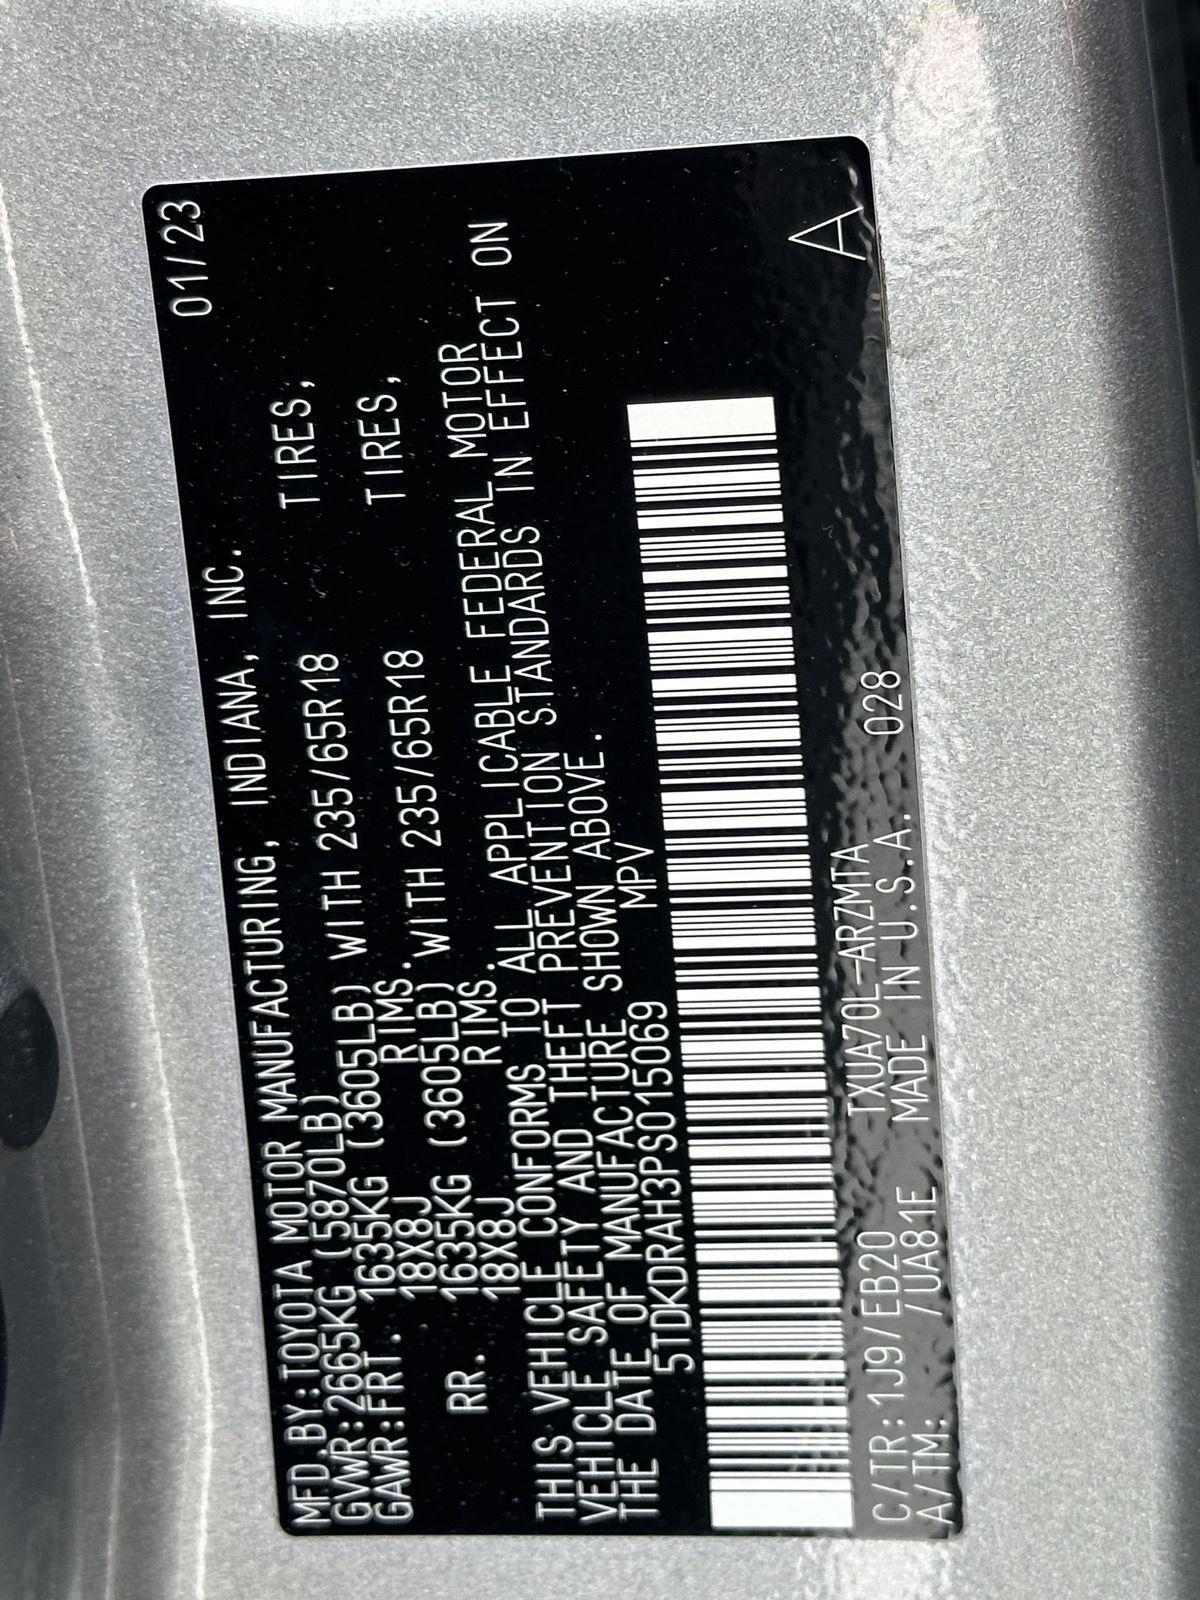 01/23
MFD.BY:TOYOTA MOTOR MANUFACTURING, INDIANA, INC.
GVWR:2665KG (5870LB)
GAWR:FRT. 1635KG (3605LB) WITH 235/65R18 TIRES,
18X8J RIMS.
RR. 1635KG (3605LB) WITH 235/65R18 TIRES,
18X8J RIMS.
THIS VEHICLE CONFORMS TO ALL APPLICABLE FEDERAL MOTOR
VEHICLE SAFETY AND THEFT PREVENTION STANDARDS IN EFFECT ON
THE DATE OF MANUFACTURE SHOWN ABOVE.
5TDKDRAH3PS015069 MPV
C/TR:1J9/EB20 TXUA70L-ARZMTA
A/TM: /UA81E MADE IN U.S.A. 028
A